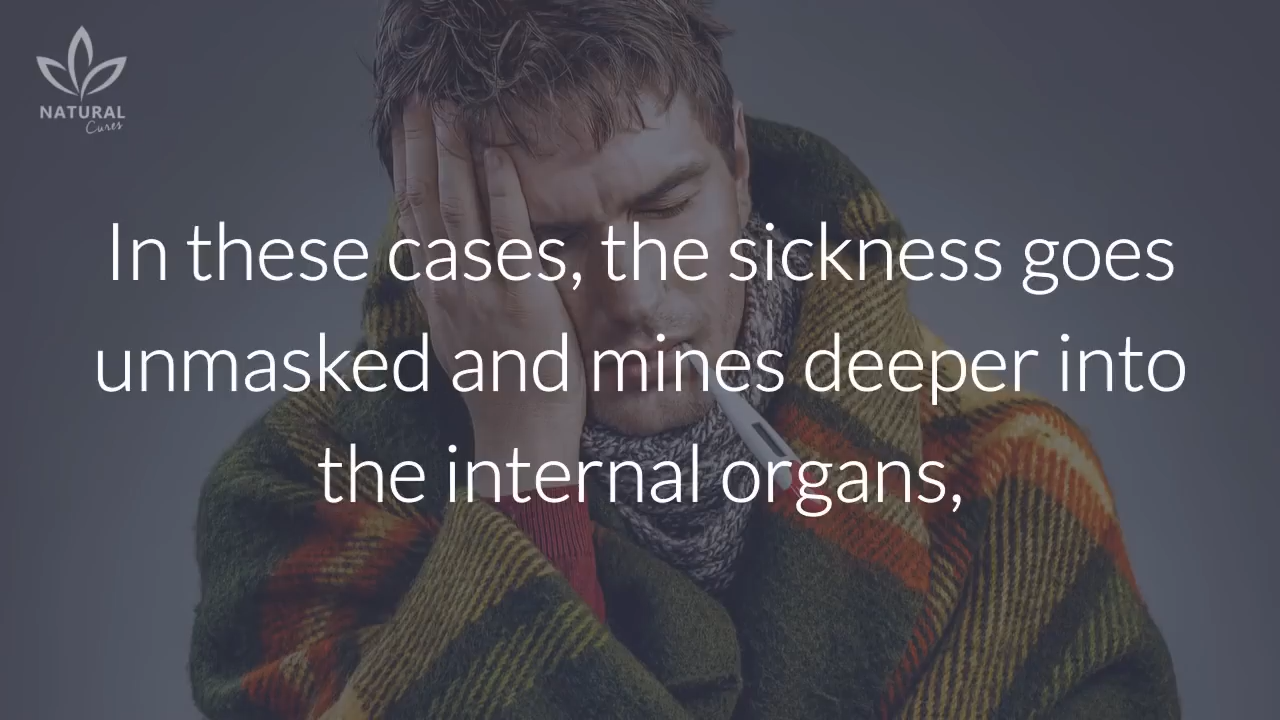 NATURAL
Cures
In these cases, the sickness goes
unmasked and mines deeper into
the internal organs,